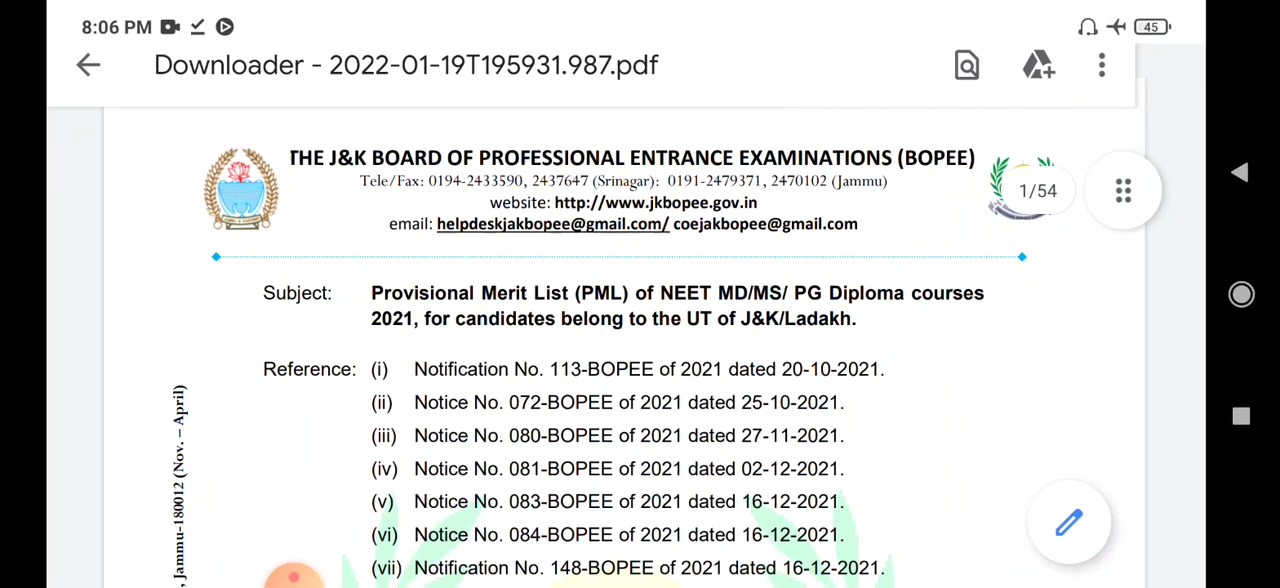 8:06 PM
45
Downloader - 2022-01-19T195931.987.pdf
THE J&K BOARD OF PROFESSIONAL ENTRANCE EXAMINATIONS (BOPEE)
Tele/Fax: 0194-2433590, 2437647 (Srinagar): 0191-2479371, 2470102 (Jammu)
website: http://www.jkbopee.gov.in
email: helpdeskjakbopee@gmail.com/ coejakbopee@gmail.com
1/54
Subject: Provisional Merit List (PML) of NEET MD/MS/ PG Diploma courses
2021, for candidates belong to the UT of J&K/Ladakh.
Reference: (i) Notification No. 113-BOPEE of 2021 dated 20-10-2021.
(ii) Notice No. 072-BOPEE of 2021 dated 25-10-2021.
(iii) Notice No. 080-BOPEE of 2021 dated 27-11-2021.
(iv) Notice No. 081-BOPEE of 2021 dated 02-12-2021.
(v) Notice No. 083-BOPEE of 2021 dated 16-12-2021.
(vi) Notice No. 084-BOPEE of 2021 dated 16-12-2021.
(vii) Notification No. 148-BOPEE of 2021 dated 16-12-2021.
, Jammu-180012 (Nov. – April)